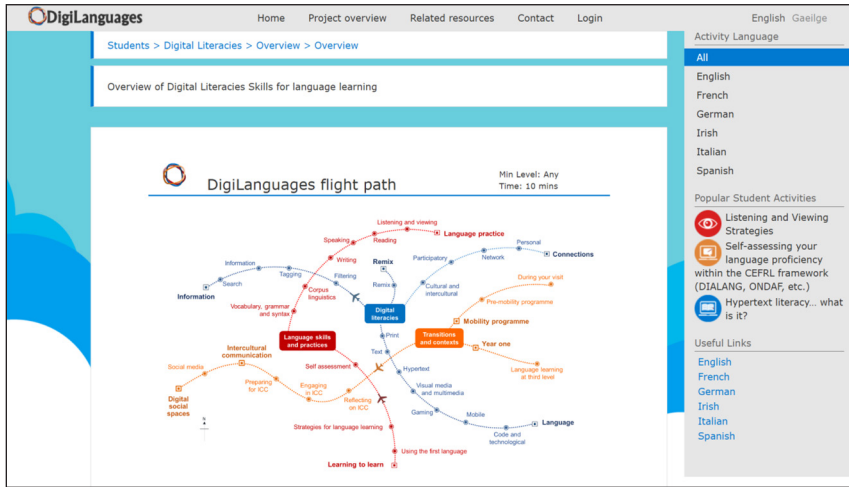 DigiLanguages
Home Project overview Related resources Contact Login
English Gaeilge
Students > Digital Literacies > Overview > Overview
Overview of Digital Literacies Skills for language learning
DigiLanguages flight path
Min Level: Any
Time: 10 mins
Listening and viewing
Language practice
Speaking
Reading
Writing
Corpus
linguistics
Vocabulary, grammar
and syntax
Language skills
and practices
Self assessment
Strategies for language learning
Using the first language
Learning to learn
Information
Search
Information
Tagging
Filtering
Remix
Remix
Digital
literacies
Cultural and
intercultural
Participatory
Network
Personal
Connections
Print
Text
Hypertext
Visual media
and multimedia
Gaming
Mobile
Code and
technological
Language
During your visit
Pre-mobility programme
Mobility programme
Transitions
and contexts
Year one
Language learning
at third level
Intercultural
communication
Social media
Preparing
for ICC
Engaging
in ICC
Reflecting
on ICC
Digital
social
spaces
Activity Language
All
English
French
German
Irish
Italian
Spanish
Popular Student Activities
Listening and Viewing
Strategies
Self-assessing your
language proficiency
within the CEFRL framework
(DIALANG, ONDAF, etc.)
Hypertext literacy... what
is it?
Useful Links
English
French
German
Irish
Italian
Spanish